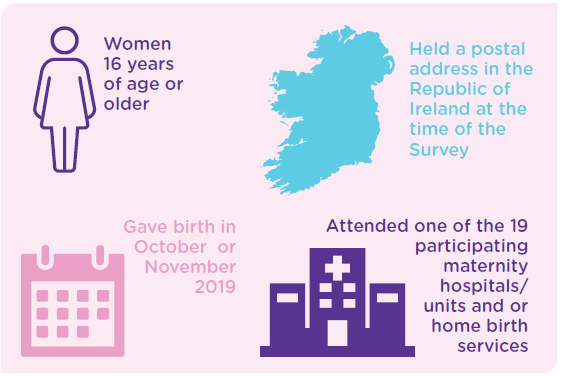 Women
16 years
of age or
older
Held a postal
address in the
Republic of
Ireland at the
time of the
Survey
Gave birth in
October or
November
2019
Attended one of the 19
participating
maternity
hospitals/
units and or
home birth
services